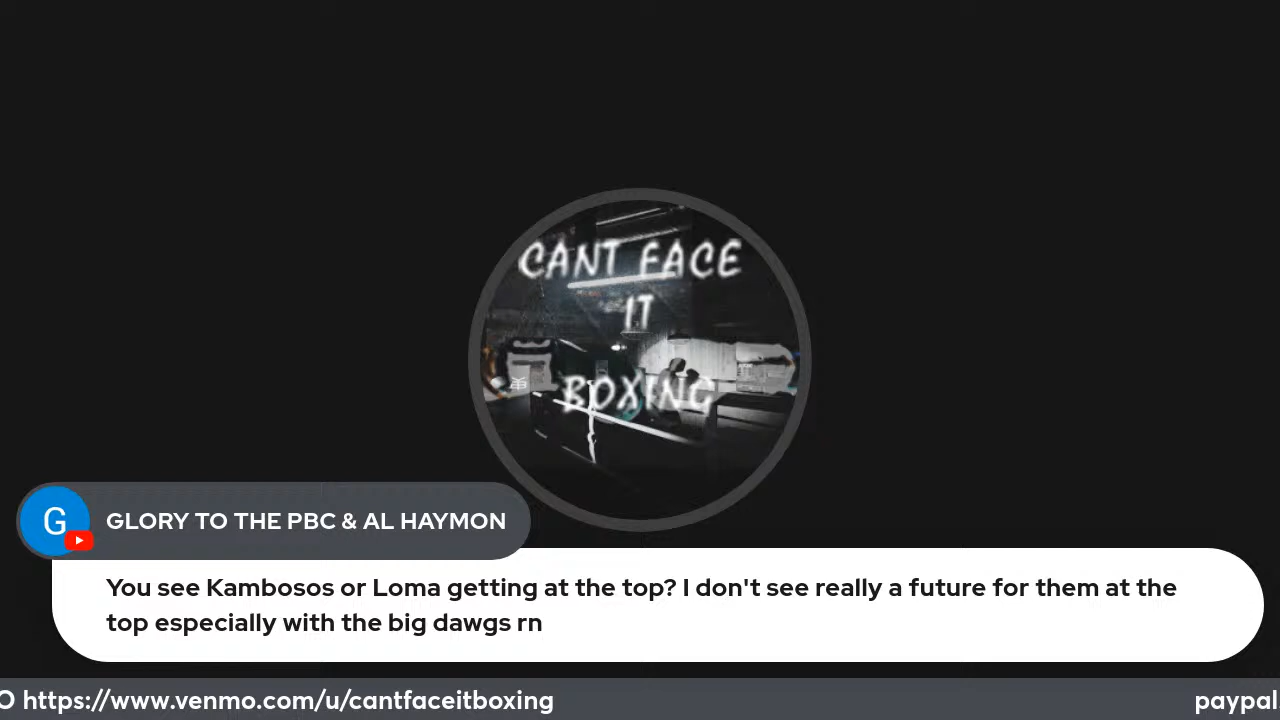 CANT FACE
IT
BOXING
G
GLORY TO THE PBC & AL HAYMON
You see Kambosos or Loma getting at the top? I don't see really a future for them at the
top especially with the big dawgs rn
O https://www.venmo.com/u/cantfaceitboxing
paypal